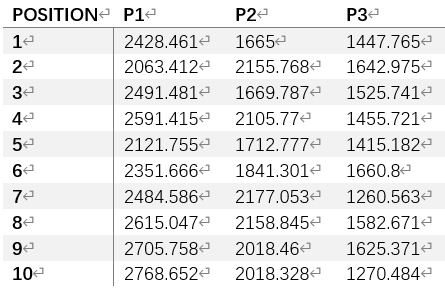 POSITION P1 P2 P3
1 2428.461 1665 1447.765
2 2063.412 2155.768 1642.975
3 2491.481 1669.787 1525.741
4 2591.415 2105.77 1455.721
5 2121.755 1712.777 1415.182
6 2351.666 1841.301 1660.8
7 2484.586 2177.053 1260.563
8 2615.047 2158.845 1582.671
9 2705.758 2018.46 1625.371
10 2768.652 2018.328 1270.484